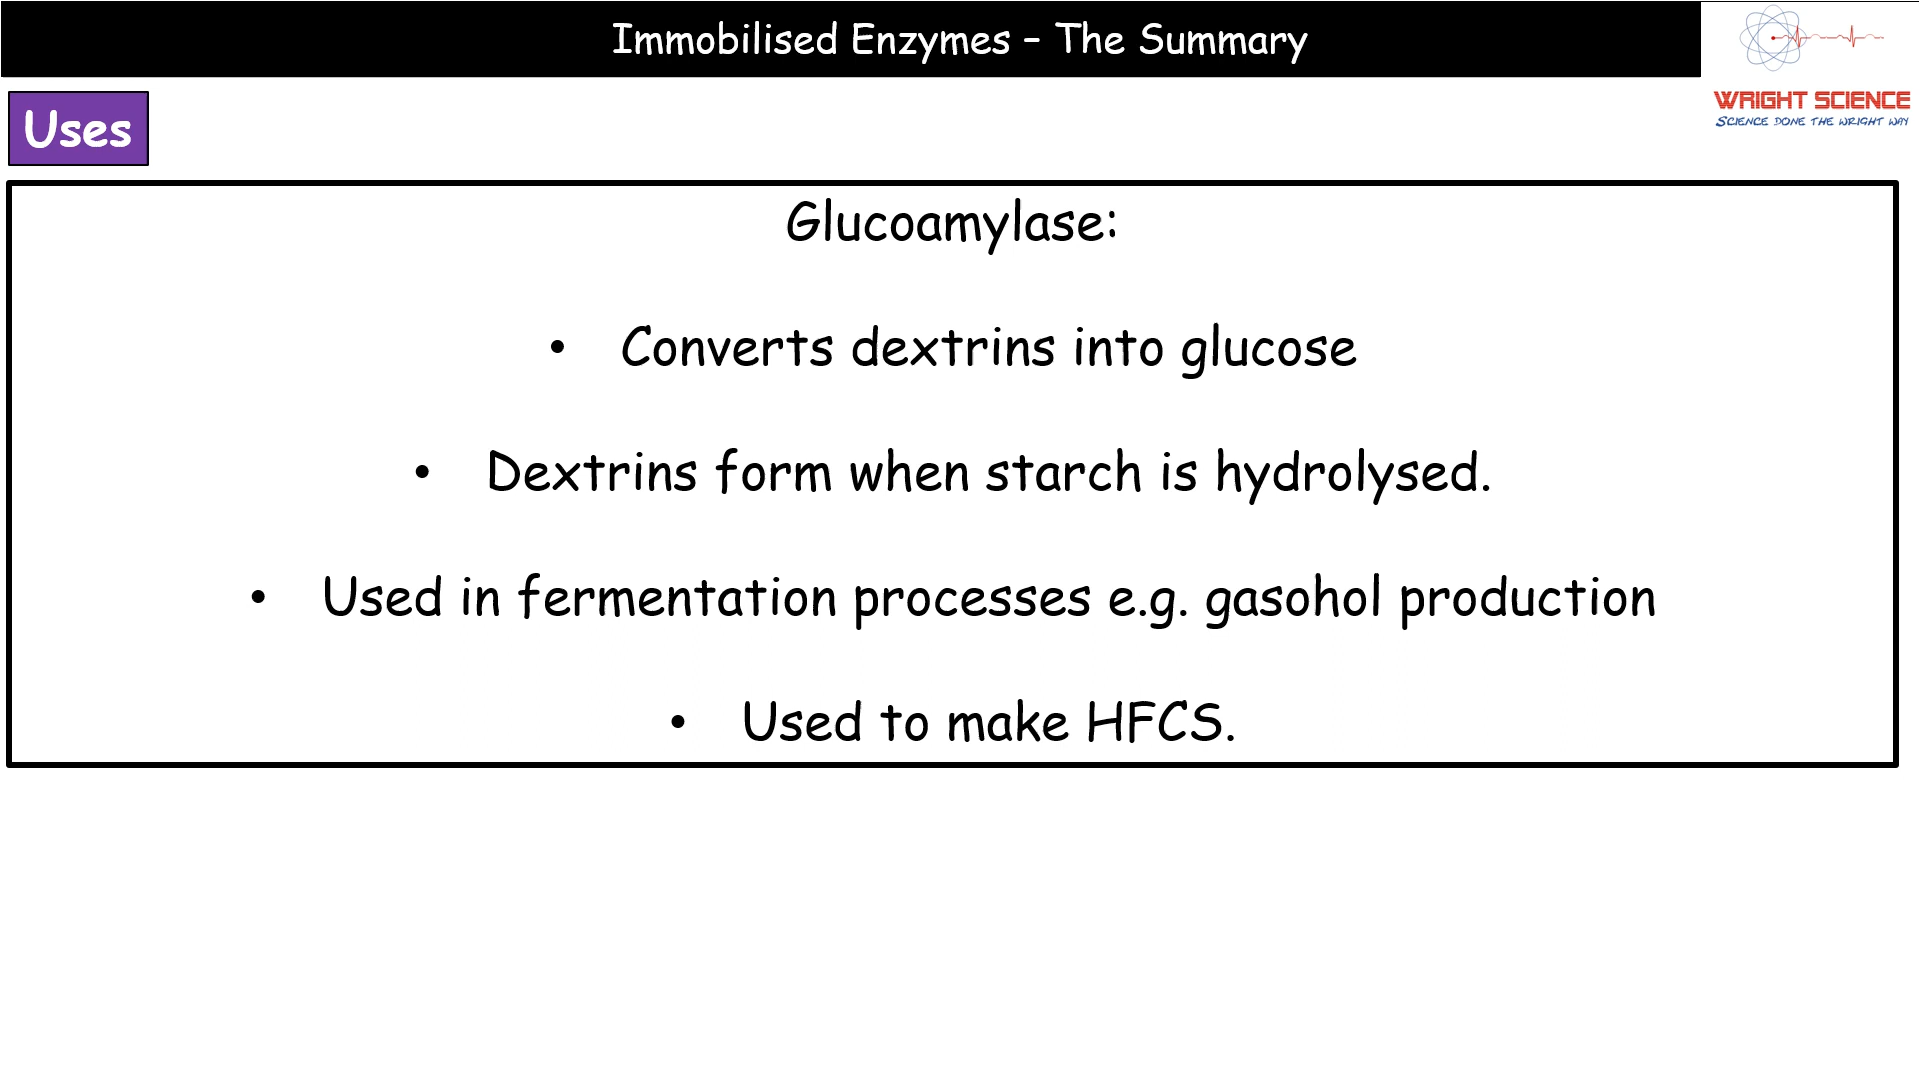 Immobilised Enzymes – The Summary
WRIGHT SCIENCE
SCIENCE DONE THE WRIGHT WAY
Uses
Glucoamylase:
• Converts dextrins into glucose
• Dextrins form when starch is hydrolysed.
• Used in fermentation processes e.g. gasohol production
• Used to make HFCS.